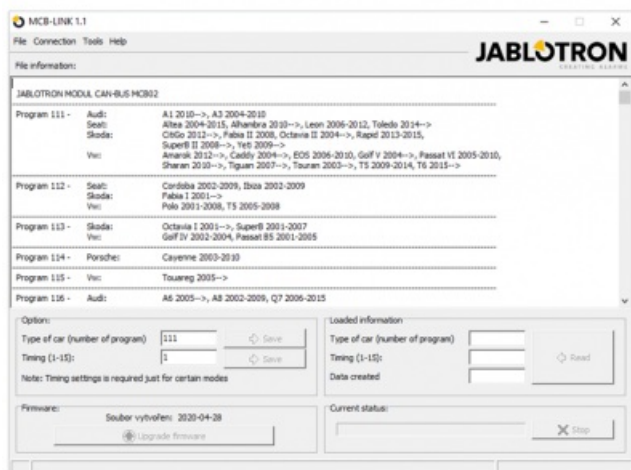 MCB-LINK 1.1
File Connection Tools Help
JABLOTRON
CREATING ALARMS
File information:
JABLOTRON MODUL CAN-BUS MCB02
Program 111 - Audi: A1 2010-->, A3 2004-2010
Seat: Altea 2004-2015, Alhambra 2010-->, Leon 2006-2012, Toledo 2014-->
Skoda: CitiGo 2012-->, Fabia II 2008, Octavia II 2004-->, Rapid 2013-2015,
SuperB II 2008-->, Yeti 2009-->
Vw: Amarok 2012-->, Caddy 2004-->, EOS 2006-2010, Golf V 2004-->, Passat VI 2005-2010,
Sharan 2010-->, Tiguan 2007-->, Touran 2003-->, T5 2009-2014, T6 2015-->
Program 112 - Seat: Cordoba 2002-2009, Ibiza 2002-2009
Skoda: Fabia I 2001-->
Vw: Polo 2001-2008, T5 2005-2008
Program 113 - Skoda: Octavia I 2001-->, SuperB 2001-2007
Vw: Golf IV 2002-2004, Passat B5 2001-2005
Program 114 - Porsche: Cayenne 2003-2010
Program 115 - Vw: Touareg 2005-->
Program 116 - Audi: A6 2005-->, A8 2002-2009, Q7 2006-2015
Option:
Type of car (number of program) 111 Save
Timing (1-15): 1 Save
Note: Timing settings is required just for certain modes
Loaded information
Type of car (number of program)
Timing (1-15): Read
Data created
Firmware:
Soubor vytvořen: 2020-04-28
Upgrade firmware
Current status:
Stop